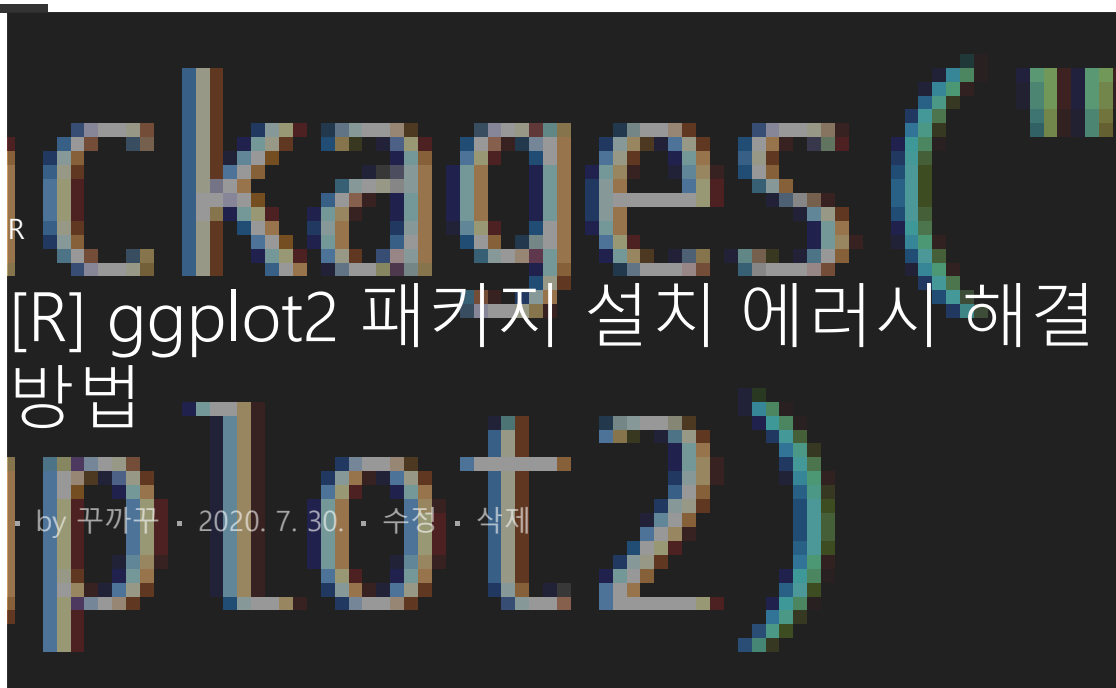 ckages("
R
[R] ggplot2 패키지 설치 에러시 해결
방법
plot2)
· by 꾸까꾸 · 2020. 7. 30. · 수정 · 삭제